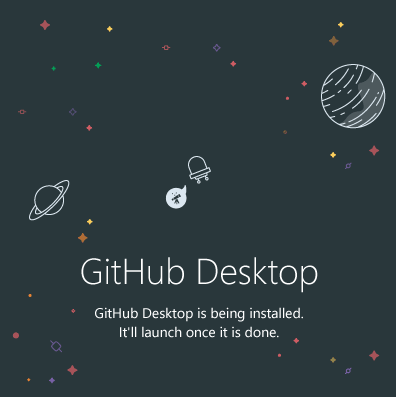 GitHub Desktop
GitHub Desktop is being installed.
It'll launch once it is done.